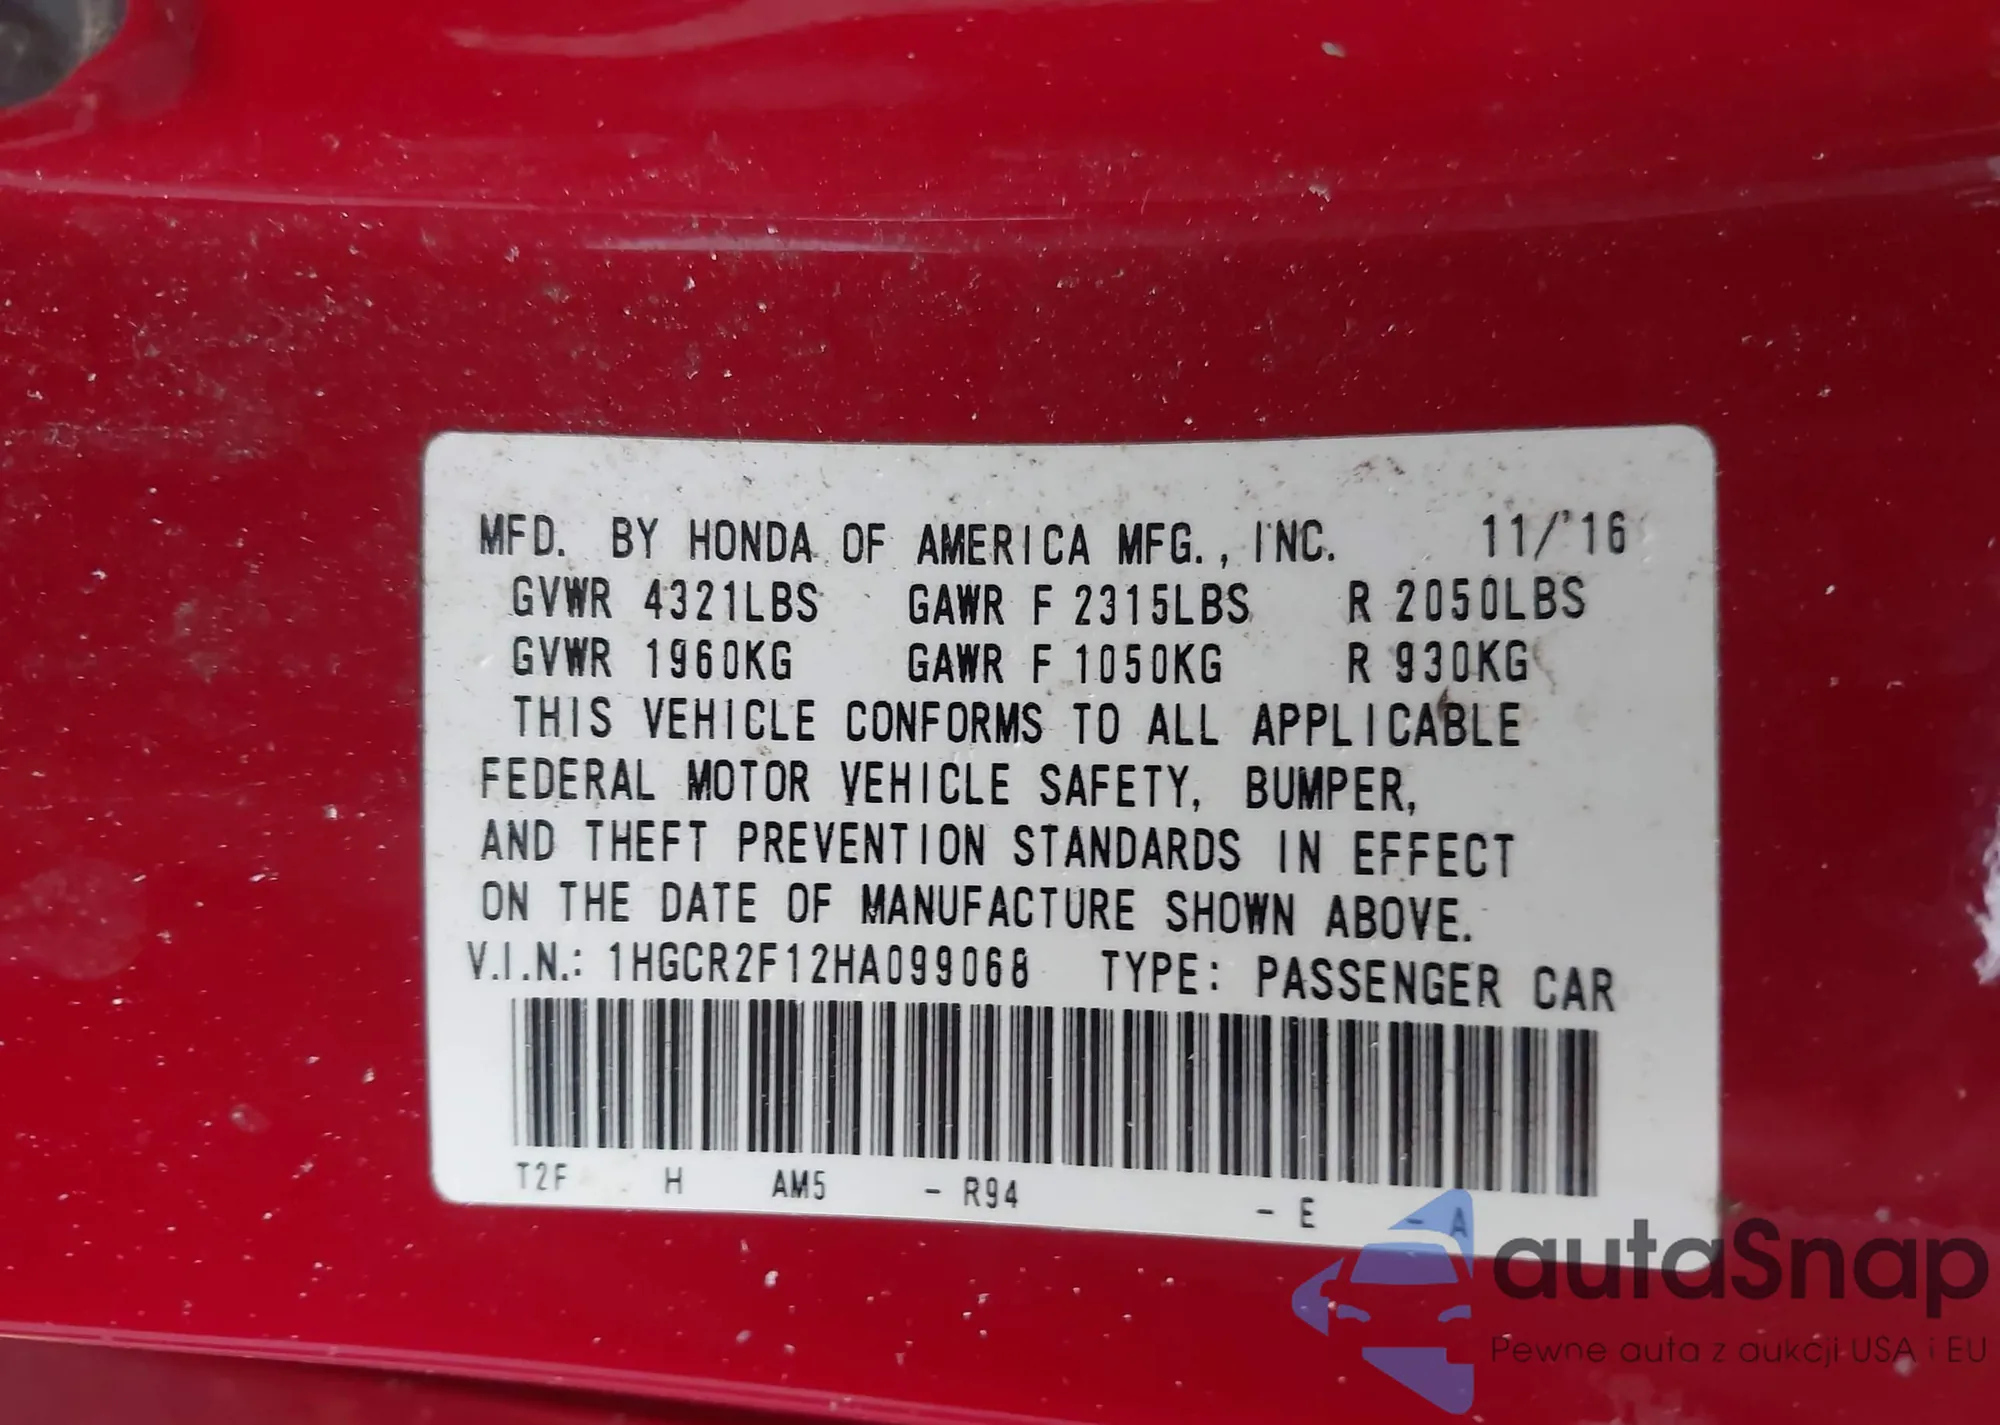 MFD. BY HONDA OF AMERICA MFG., INC. 11/'16
GVWR 4321LBS GAWR F 2315LBS R 2050LBS
GVWR 1960KG GAWR F 1050KG R 930KG
THIS VEHICLE CONFORMS TO ALL APPLICABLE
FEDERAL MOTOR VEHICLE SAFETY, BUMPER,
AND THEFT PREVENTION STANDARDS IN EFFECT
ON THE DATE OF MANUFACTURE SHOWN ABOVE.
V.I.N.: 1HGCR2F12HA099068 TYPE: PASSENGER CAR
T2F H AM5 - R94 - E - A
autaSnap
Pewne auta z aukcji USA i EU